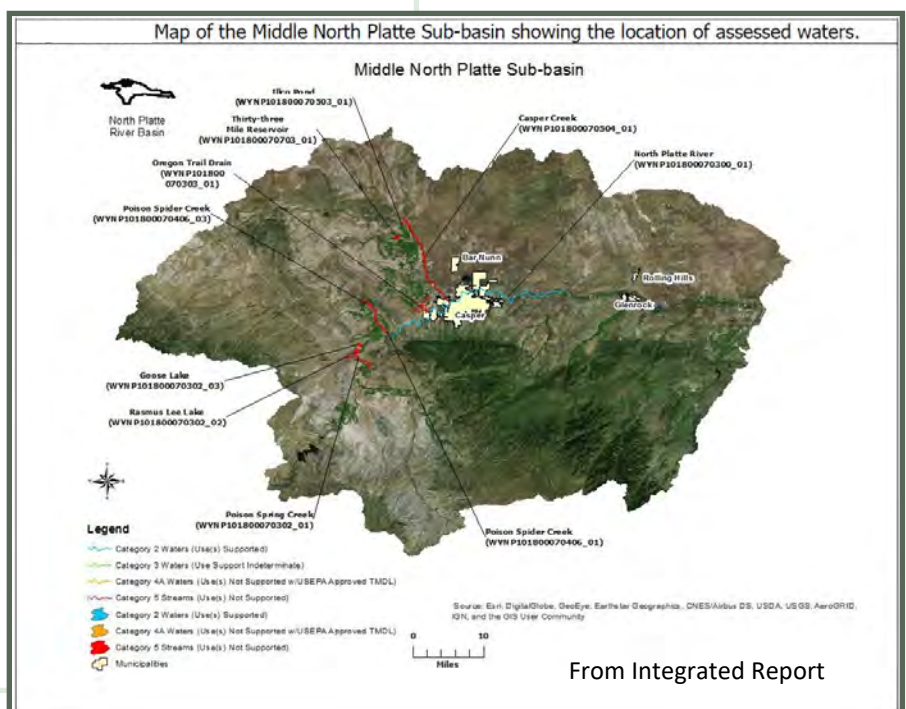 Map of the Middle North Platte Sub-basin showing the location of assessed waters.
Middle North Platte Sub-basin
North Platte
River Basin
(WYNP101800070503_01)
Thirty-three
Mile Reservoir
(WYNP101800070703_01)
Oregon Trail Drain
(WYNP101800
070303_01)
Poison Spider Creek
(WYNP101800070406_03)
Casper Creek
(WYNP101800070504_01)
North Platte River
(WYNP101800070300_01)
Bar Nunn
Rolling Hills
Glenrock
Casper
Goose Lake
(WYNP101800070302_03)
Rasmus Lee Lake
(WYNP101800070302_02)
Poison Spring Creek
(WYNP101800070302_01)
Poison Spider Creek
(WYNP101800070406_01)
Legend
Category 2 Waters (Use(s) Supported)
Category 3 Waters (Use Support Indeterminate)
Category 4A Waters (Use(s) Not Supported w/USEPA Approved TMDL)
Category 5 Streams (Use(s) Not Supported)
Category 2 Waters (Use(s) Supported)
Category 4A Waters (Use(s) Not Supported w/USEPA Approved TMDL)
Category 5 Streams (Use(s) Not Supported)
Municipalities
Source: Esri, DigitalGlobe, GeoEye, Earthstar Geographics, CNES/Airbus DS, USDA, USGS, AeroGRID,
IGN, and the GIS User Community
0 10
Miles
From Integrated Report